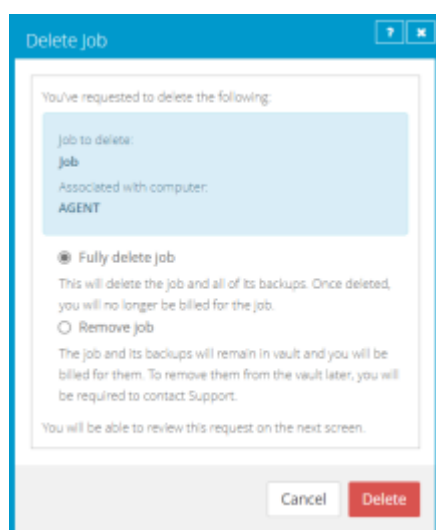 Delete Job
? ×
You've requested to delete the following:
Job to delete:
Job
Associated with computer:
AGENT
Fully delete job
This will delete the job and all of its backups. Once deleted,
you will no longer be billed for the job.
Remove job
The job and its backups will remain in vault and you will be
billed for them. To remove them from the vault later, you will
be required to contact Support.
You will be able to review this request on the next screen.
Cancel Delete